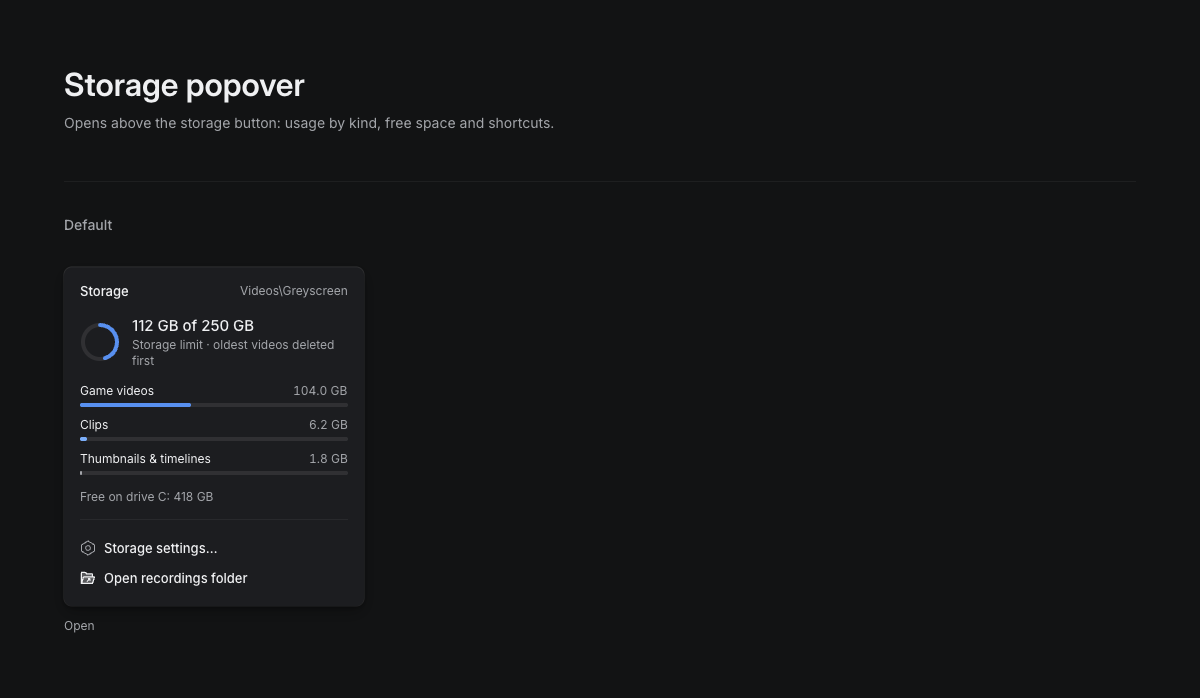 Storage popover
Opens above the storage button: usage by kind, free space and shortcuts.
Default
Storage
Videos\Greyscreen
112 GB of 250 GB
Storage limit · oldest videos deleted
first
Game videos
104.0 GB
Clips
6.2 GB
Thumbnails & timelines
1.8 GB
Free on drive C: 418 GB
Storage settings...
Open recordings folder
Open